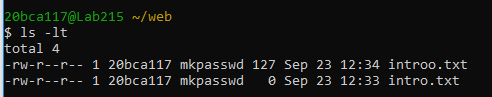 20bca117@Lab215 ~/web
$ ls -lt
total 4
-rw-r--r-- 1 20bca117 mkpasswd 127 Sep 23 12:34 introo.txt
-rw-r--r-- 1 20bca117 mkpasswd   0 Sep 23 12:33 intro.txt